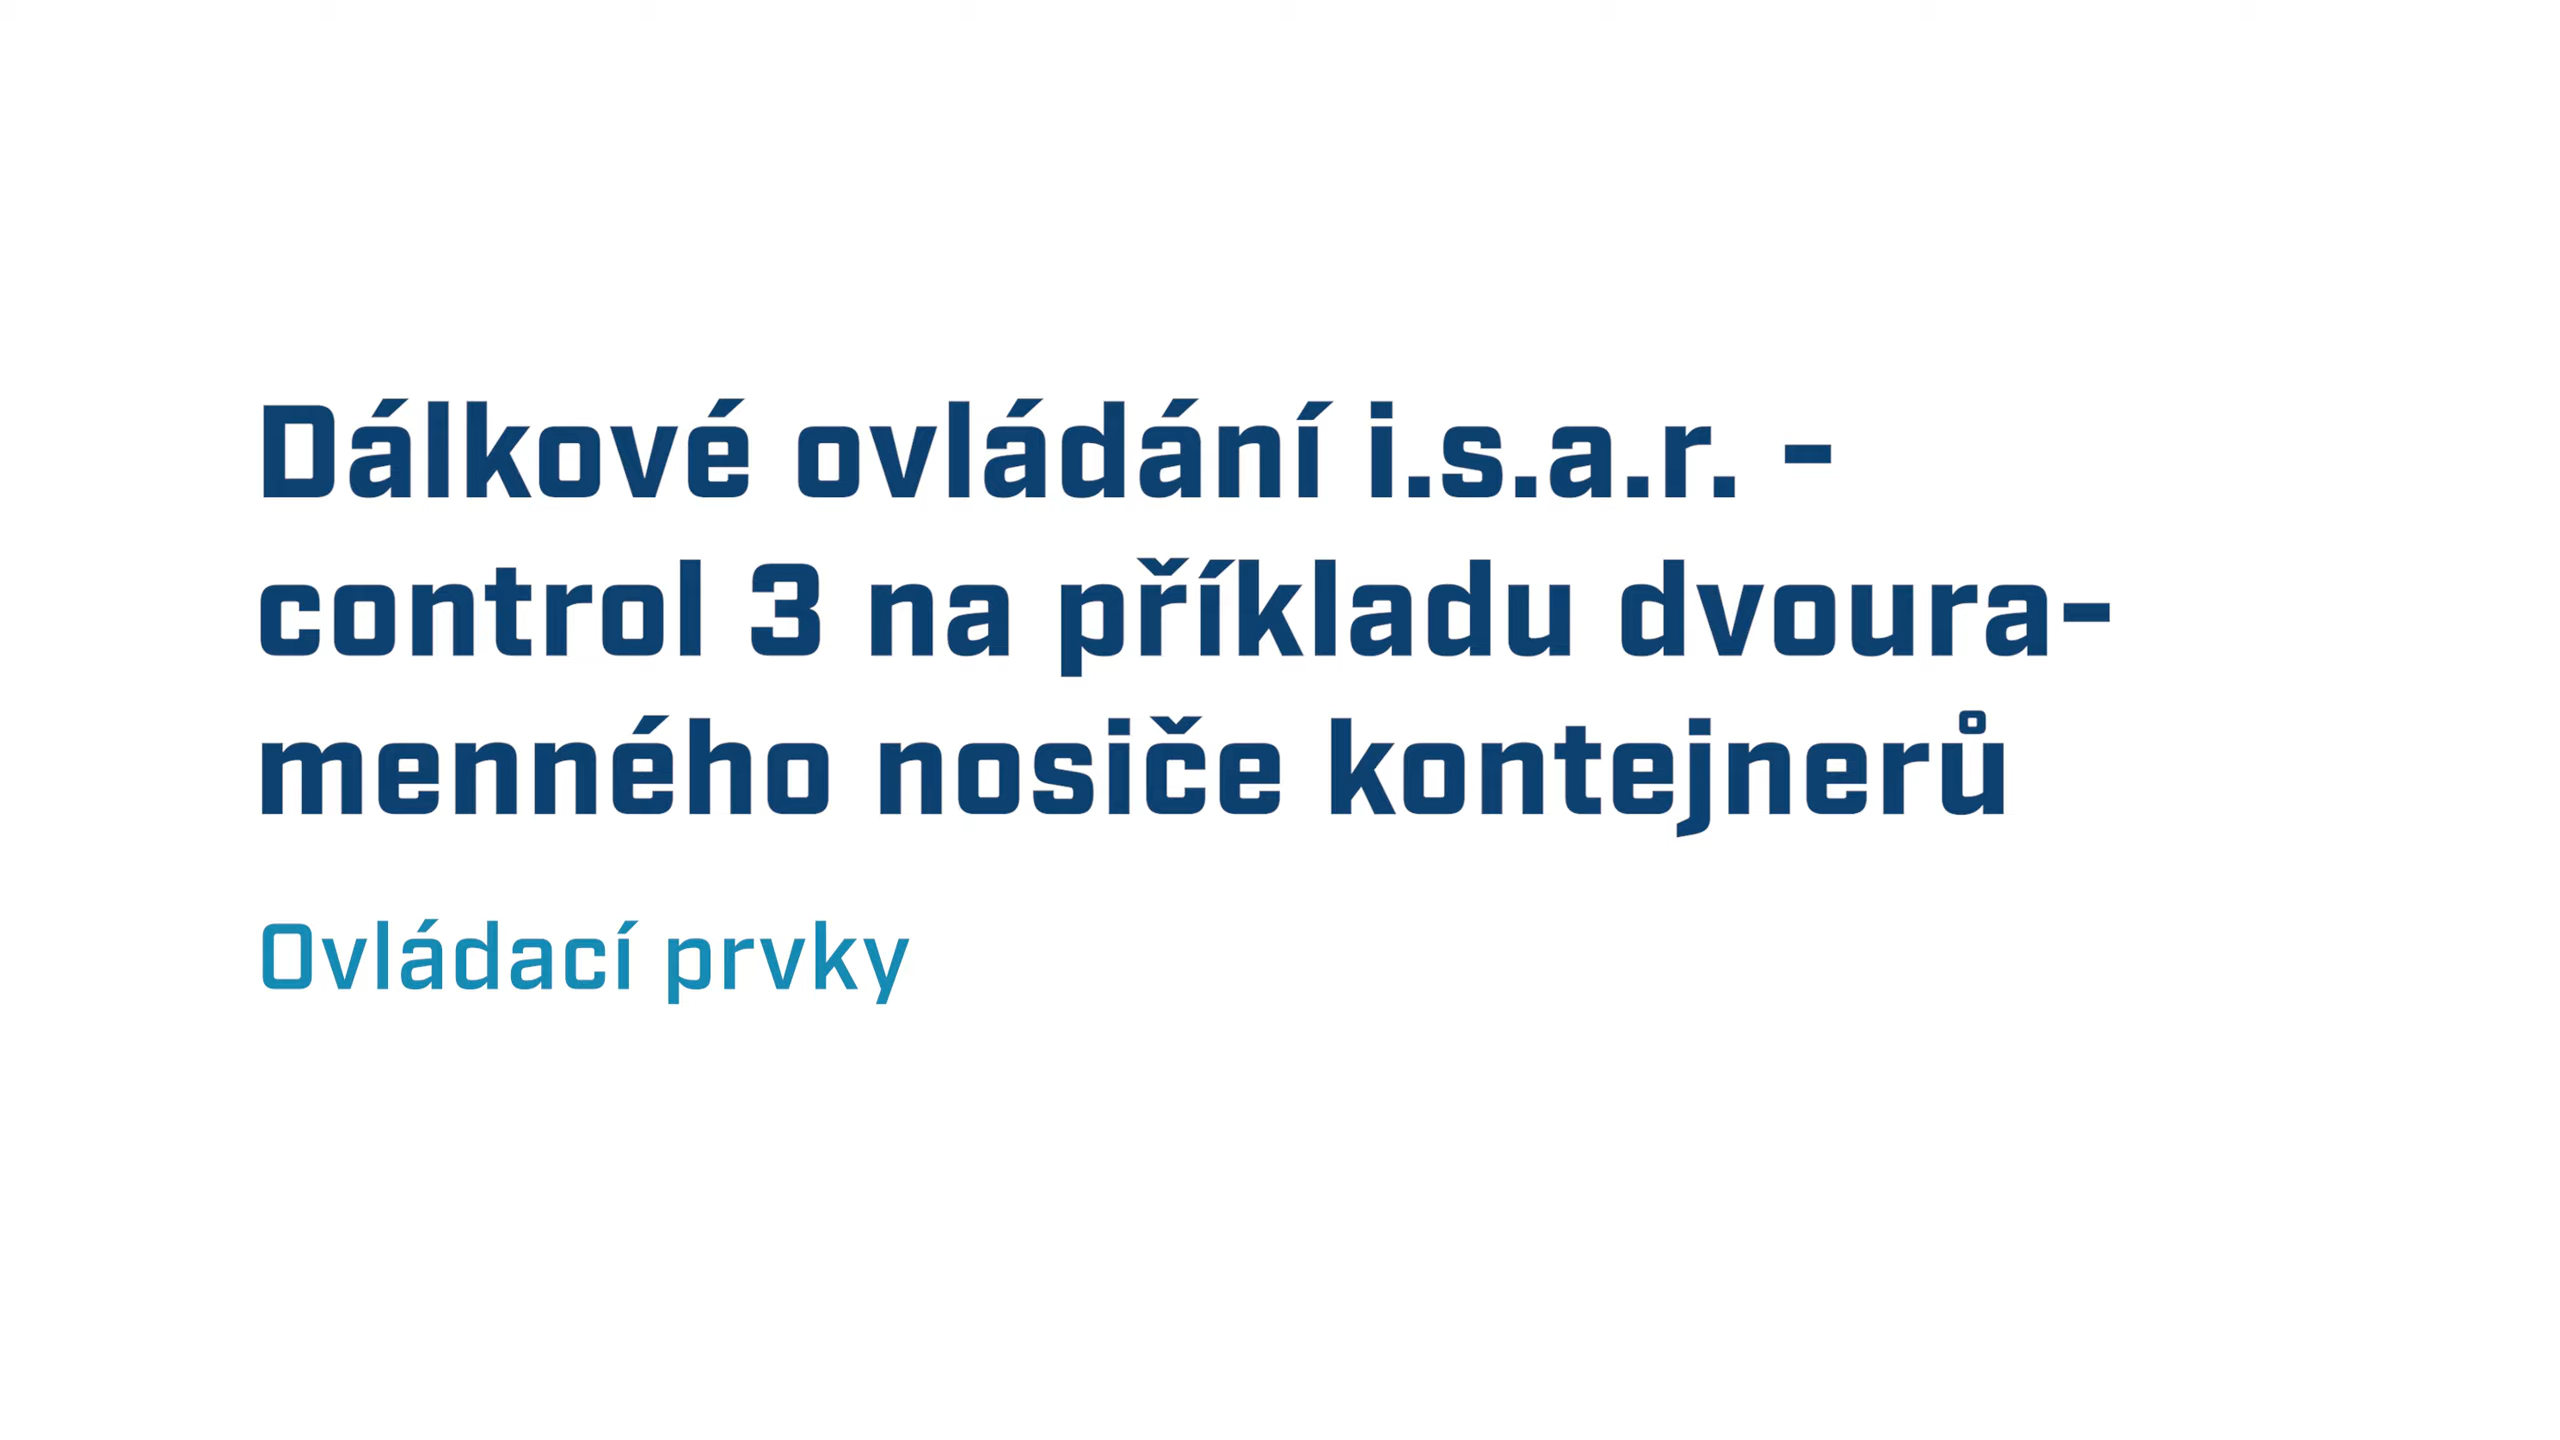 Dálkové ovládání i.s.a.r. -
control 3 na příkladu dvoura-
menného nosiče kontejnerů
Ovládací prvky